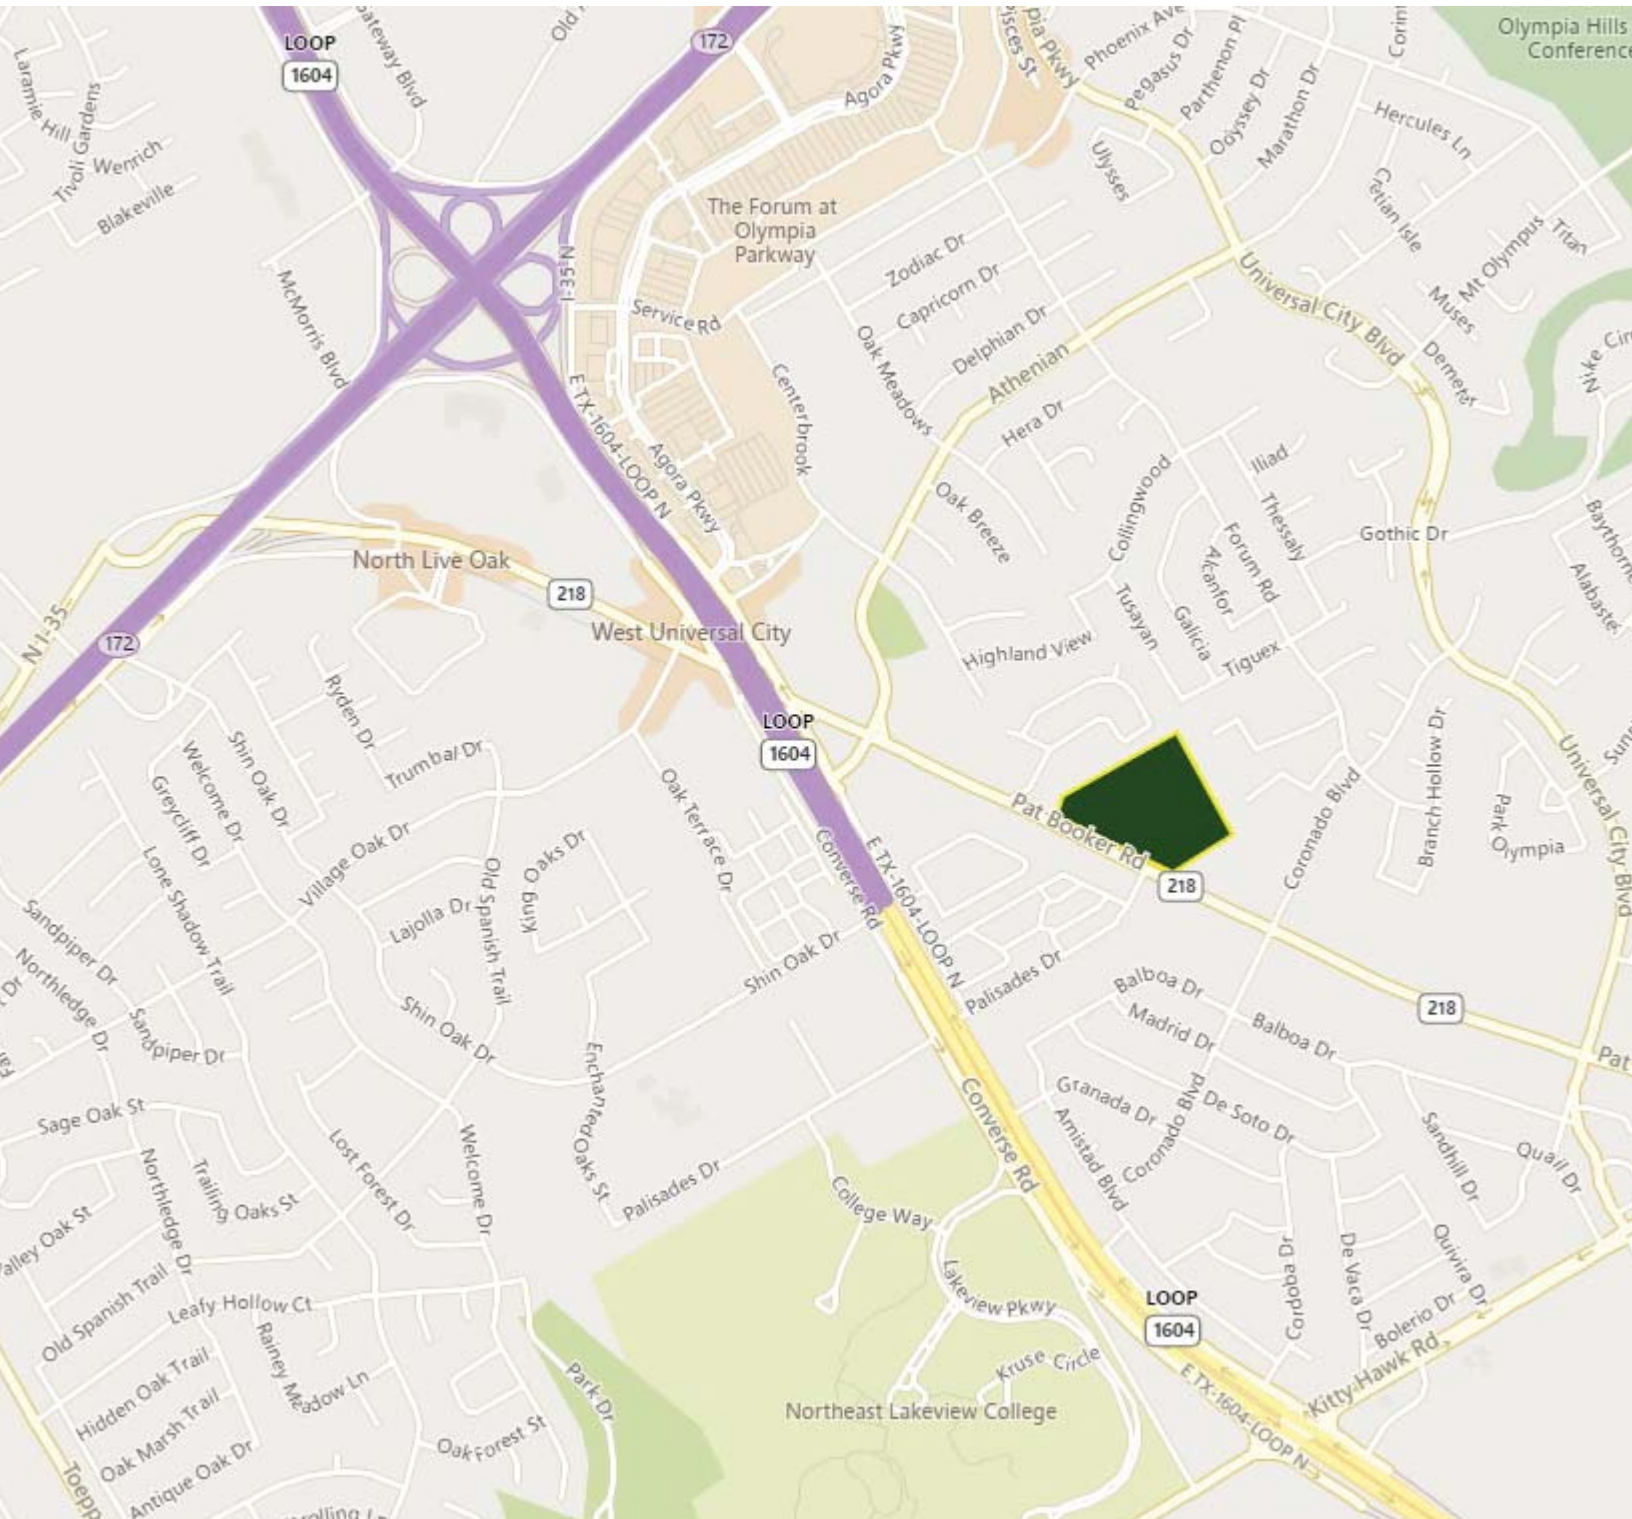 LOOP
1604
172
Agora Pkwy
Phoenix Ave
Pegasus Dr
Parthenon Pl
Odyssey Dr
Marathon Dr
Olympia Hills
Conference
Laramie Hill
Tivoli Gardens
Wenrich
Blakeville
Hercules Ln
Ulysses
Cretian Isle
Mt Olympus
Titan
The Forum at
Olympia
Parkway
Zodiac Dr
Capricorn Dr
I-35 N
McMorris Blvd
Service Rd
Universal City Blvd
Muses
Demeter
Nike Circ
Oak Meadows
Delphian Dr
Athenian
Centerbrook
E TX-1604-LOOP N
Hera Dr
Agora Pkwy
Collingwood
Iliad
Thessaly
Oak Breeze
Gothic Dr
Forum Rd
Alcanfor
North Live Oak
218
Tusayan
Galicia
Tiguex
N I-35
172
West Universal City
Highland View
Ryden Dr
LOOP
1604
Trumbal Dr
Shin Oak Dr
Welcome Dr
Greycliff Dr
Oak Terrace Dr
Pat Booker Rd
Coronado Blvd
Branch Hollow Dr
Park Olympia
Universal City Blvd
Village Oak Dr
King Oaks Dr
Converse Rd
E TX-1604-LOOP N
218
Lone Shadow Trail
Lajolla Dr
Old Spanish Trail
Sandpiper Dr
Northledge Dr
Shin Oak Dr
Palisades Dr
Balboa Dr
218
Sandpiper Dr
Shin Oak Dr
Madrid Dr
Balboa Dr
Pat
Enchanted Oaks St
Converse Rd
Granada Dr
De Soto Dr
Sage Oak St
Coronado Blvd
Amistad Blvd
Lost Forest Dr
Welcome Dr
Sandhill Dr
Quail Dr
Northledge Dr
Trailing Oaks St
Palisades Dr
College Way
Valley Oak St
Cordoba Dr
De Vaca Dr
Quivira Dr
Old Spanish Trail
Leafy Hollow Ct
Lakeview Pkwy
LOOP
1604
Bolerio Dr
Kitty Hawk Rd
Rainey Meadow Ln
Hidden Oak Trail
Park Dr
Kruse Circle
E TX-1604-LOOP N
Northeast Lakeview College
Oak Marsh Trail
Oak Forest St
Antique Oak Dr
Toepp